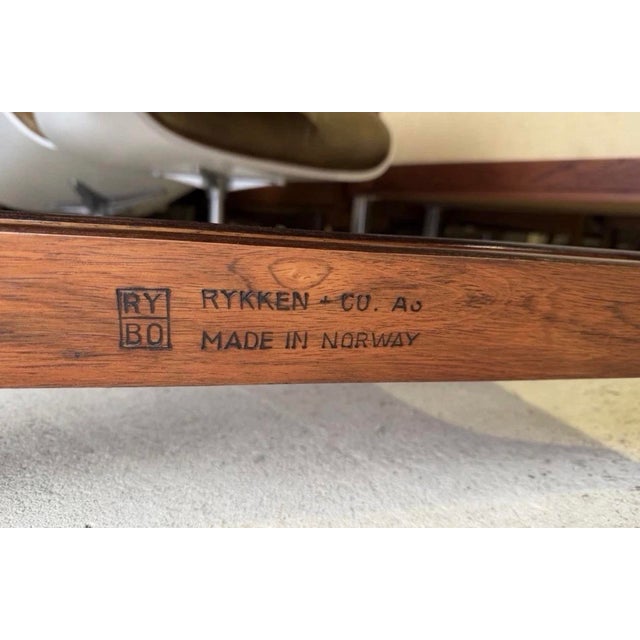 RY
BO
RYKKEN + CO. AS
MADE IN NORWAY